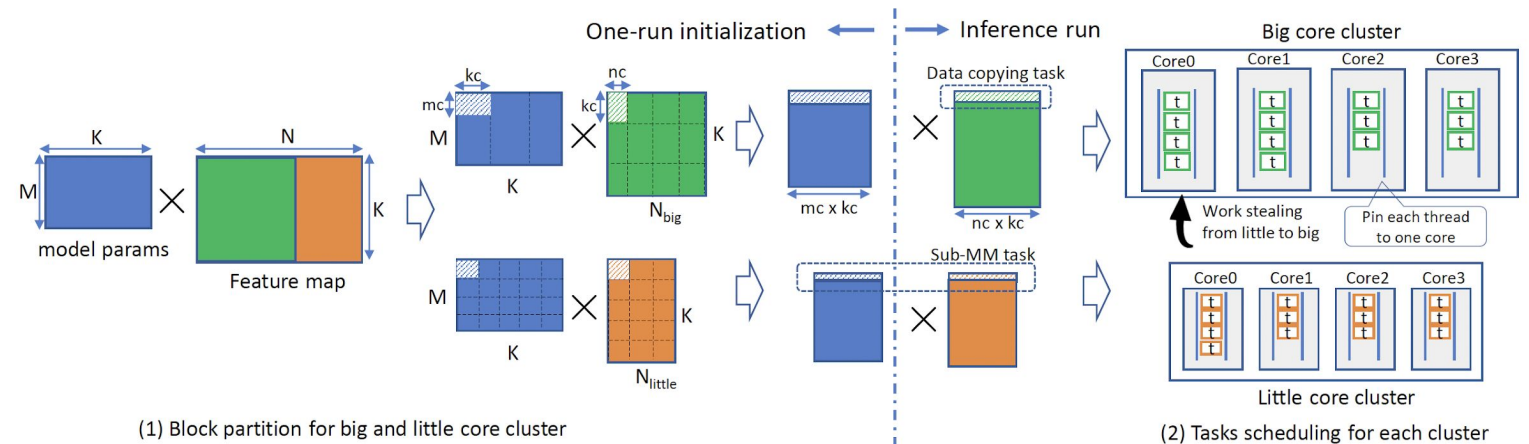 One-run initialization
Inference run
Big core cluster
Core0
Core1
Core2
Core3
kc
nc
mc
kc
M
K
K
N
M
K
model params
Feature map
K
N_big
mc x kc
Data copying task
nc x kc
t
t
t
t
t
t
t
t
t
t
t
t
t
t
Work stealing
from little to big
Pin each thread
to one core
M
K
K
N_little
Sub-MM task
Core0
Core1
Core2
Core3
t
t
t
t
t
t
t
t
t
t
t
t
t
Little core cluster
(1) Block partition for big and little core cluster
(2) Tasks scheduling for each cluster